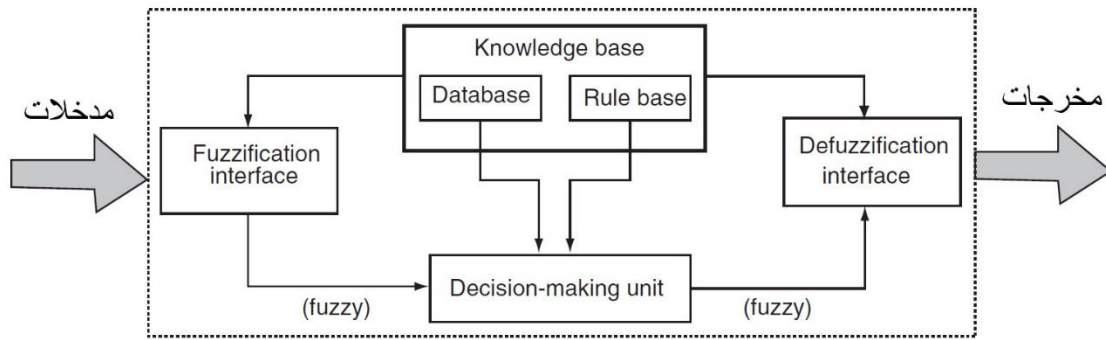 Knowledge base
Database
Rule base
مدخلات
مخرجات
Fuzzification
interface
Defuzzification
interface
Decision-making unit
(fuzzy)
(fuzzy)